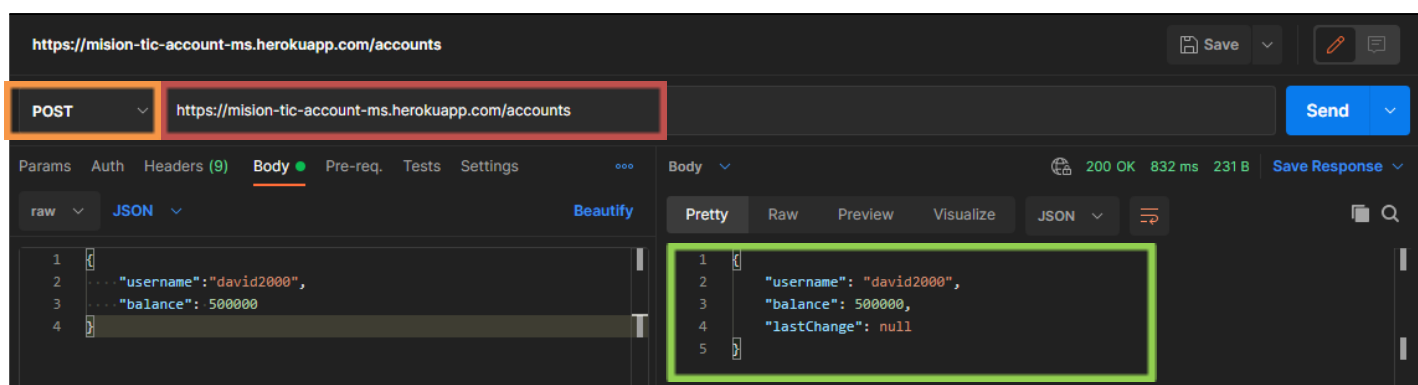 https://mision-tic-account-ms.herokuapp.com/accounts
Save
POST
https://mision-tic-account-ms.herokuapp.com/accounts
Send
Params Auth Headers (9) Body Pre-req. Tests Settings
raw JSON Beautify
1 {
2 "username":"david2000",
3 "balance": 500000
4 }
Body 200 OK 832 ms 231 B Save Response
Pretty Raw Preview Visualize JSON
1 {
2 "username": "david2000",
3 "balance": 500000,
4 "lastChange": null
5 }